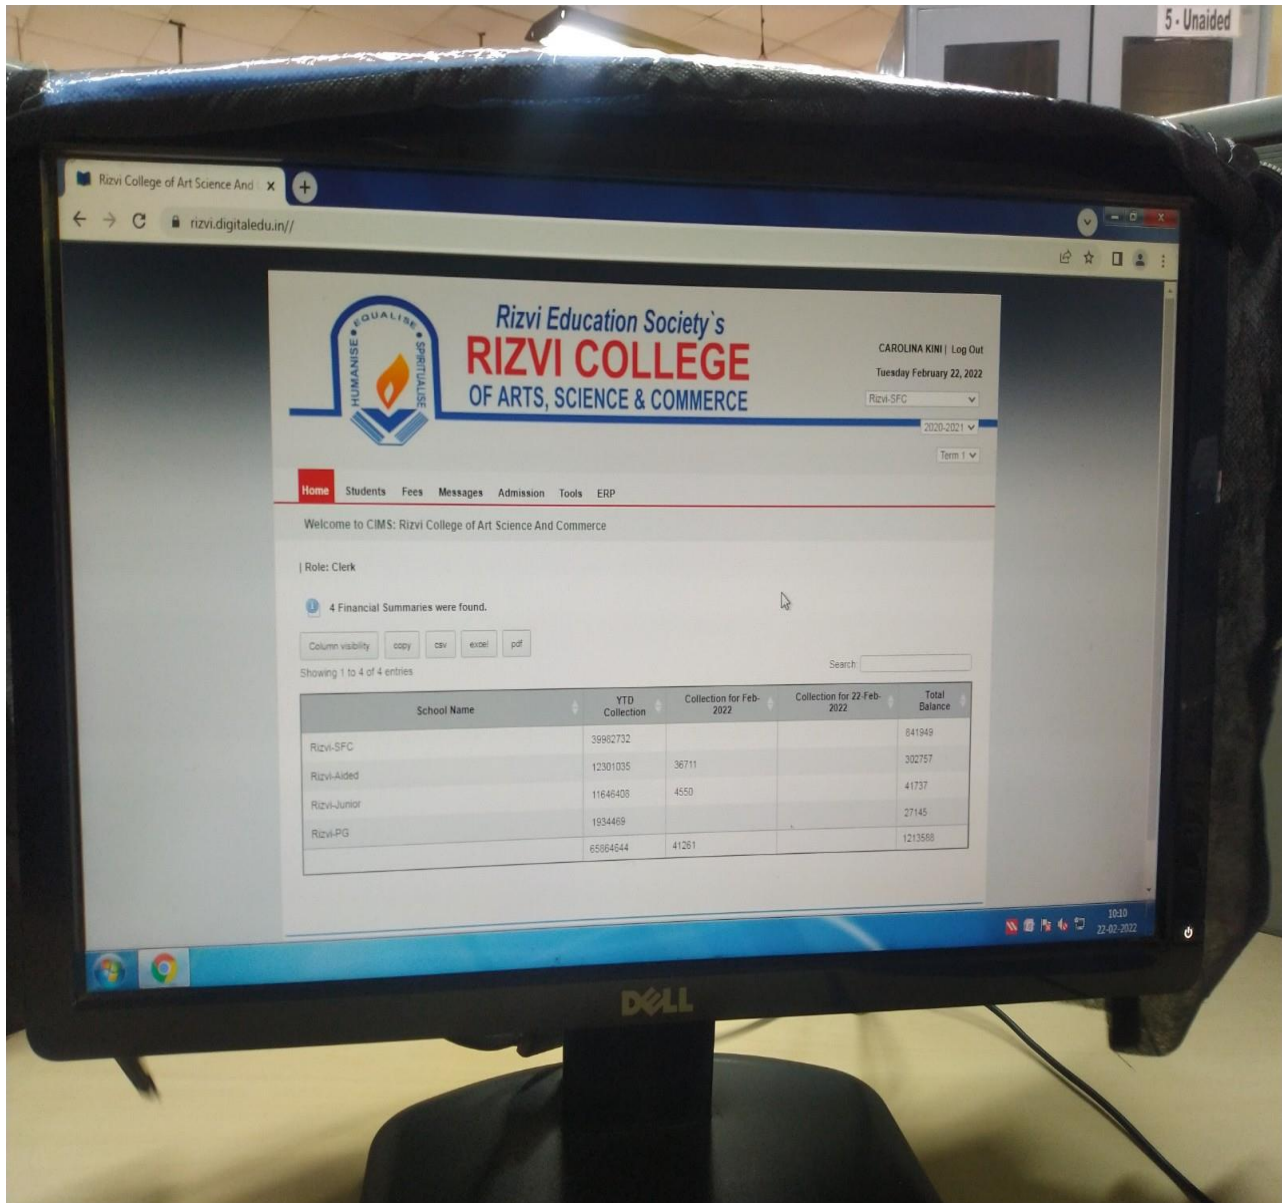 5 - Unaided
Rizvi College of Art Science And
rizvi.digitaledu.in//
HUMANISE • EQUALISE • SPIRITUALISE
Rizvi Education Society`s
RIZVI COLLEGE
OF ARTS, SCIENCE & COMMERCE
CAROLINA KINI | Log Out
Tuesday February 22, 2022
Rizvi-SFC
2020-2021
Term 1
Home Students Fees Messages Admission Tools ERP
Welcome to CIMS: Rizvi College of Art Science And Commerce
| Role: Clerk
4 Financial Summaries were found.
Column visibility copy csv excel pdf
Showing 1 to 4 of 4 entries
Search:
School Name YTD Collection Collection for Feb-2022 Collection for 22-Feb-2022 Total Balance
Rizvi-SFC 39982732 841949
Rizvi-Aided 12301035 36711 302757
Rizvi-Junior 11646408 4550 41737
Rizvi-PG 1934469 27145
65864644 41261 1213588
10:10
22-02-2022
DELL